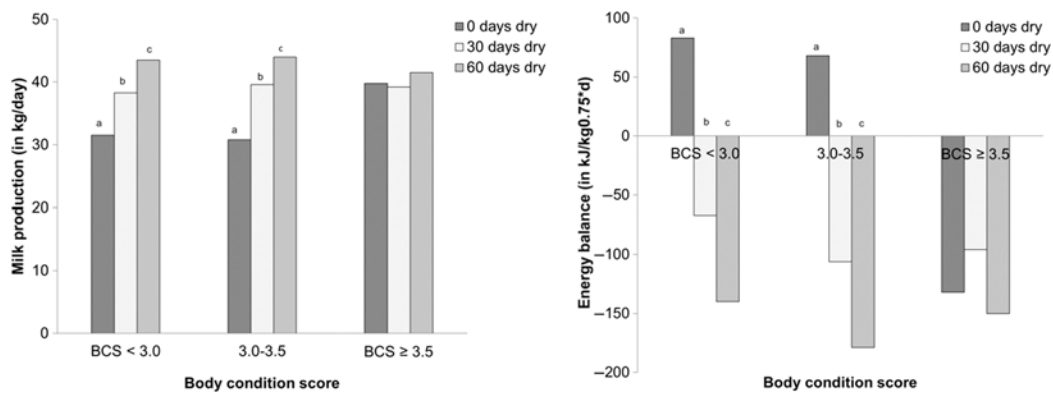 50
40
30
20
10
0
Milk production (in kg/day)
0 days dry
30 days dry
60 days dry
a
b
c
a
b
c
BCS < 3.0
3.0-3.5
BCS ≥ 3.5
Body condition score
100
50
0
−50
−100
−150
−200
Energy balance (in kJ/kg0.75*d)
0 days dry
30 days dry
60 days dry
a
b
c
a
b
c
BCS < 3.0
3.0-3.5
BCS ≥ 3.5
Body condition score